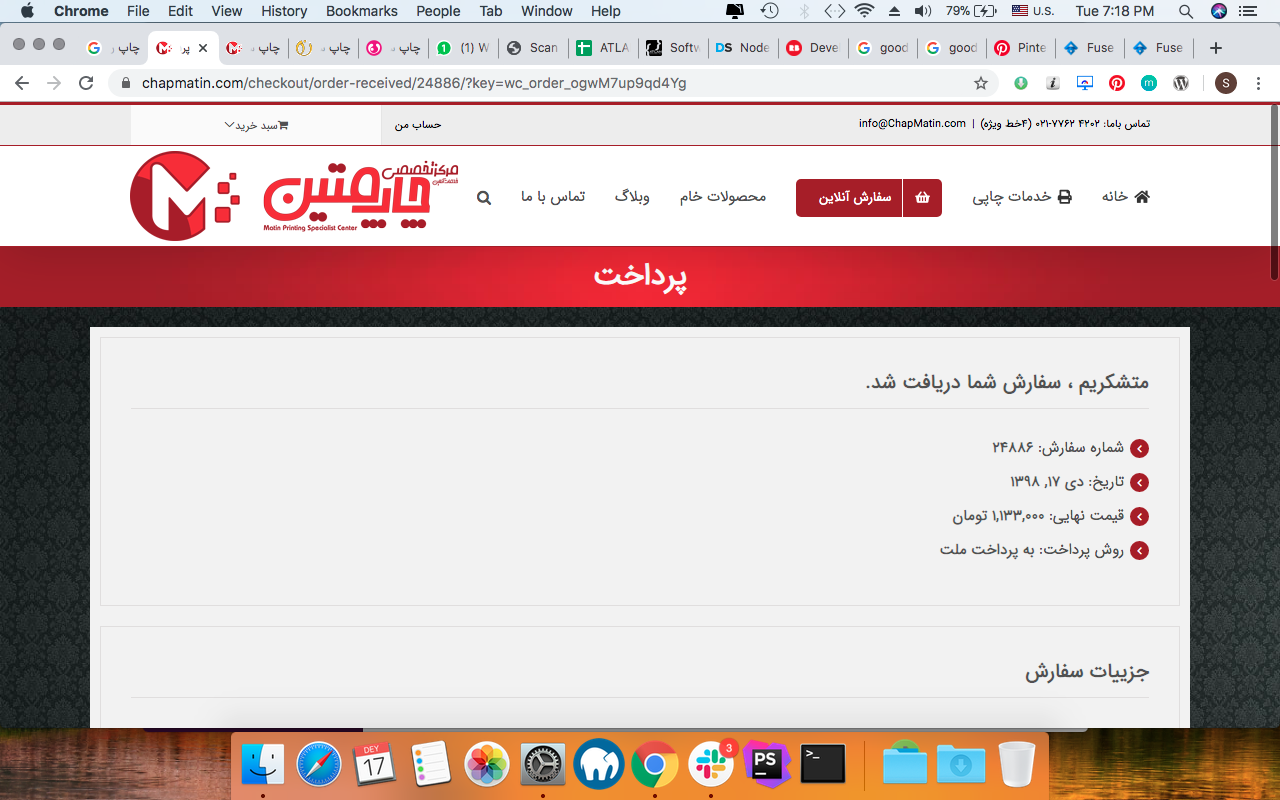 Chrome File Edit View History Bookmarks People Tab Window Help 79% U.S. Tue 7:18 PM
چاپ ر پر چاپ چاپ چاپ (1) W Scan ATLA Softw Node Deve good good Pinte Fuse Fuse
chapmatin.com/checkout/order-received/24886/?key=wc_order_ogwM7up9qd4Yg S
تماس باما: ۴۲۰۲ ۷۷۶۲-۰۲۱ (۴خط ویژه) | info@ChapMatin.com
حساب من
سبد خرید
خانه
خدمات چاپی
سفارش آنلاین
محصولات خام
وبلاگ
تماس با ما
مرکز تخصصی
چاپ متین
Matin Printing Specialist Center
پرداخت
متشکریم ، سفارش شما دریافت شد.
شماره سفارش: ۲۴۸۸۶
تاریخ: دی ۱۷, ۱۳۹۸
قیمت نهایی: ۱,۱۳۳,۰۰۰ تومان
روش پرداخت: به پرداخت ملت
جزییات سفارش
DEY
17
3
PS
>_